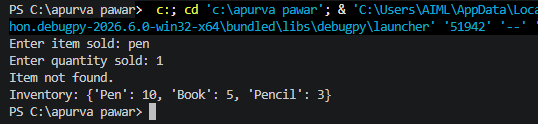 PS C:\apurva pawar>  c:; cd 'c:\apurva pawar'; & 'C:\Users\AIML\AppData\Loca
hon.debugpy-2026.6.0-win32-x64\bundled\libs\debugpy\launcher' '51942' '--' '
Enter item sold: pen
Enter quantity sold: 1
Item not found.
Inventory: {'Pen': 10, 'Book': 5, 'Pencil': 3}
PS C:\apurva pawar>